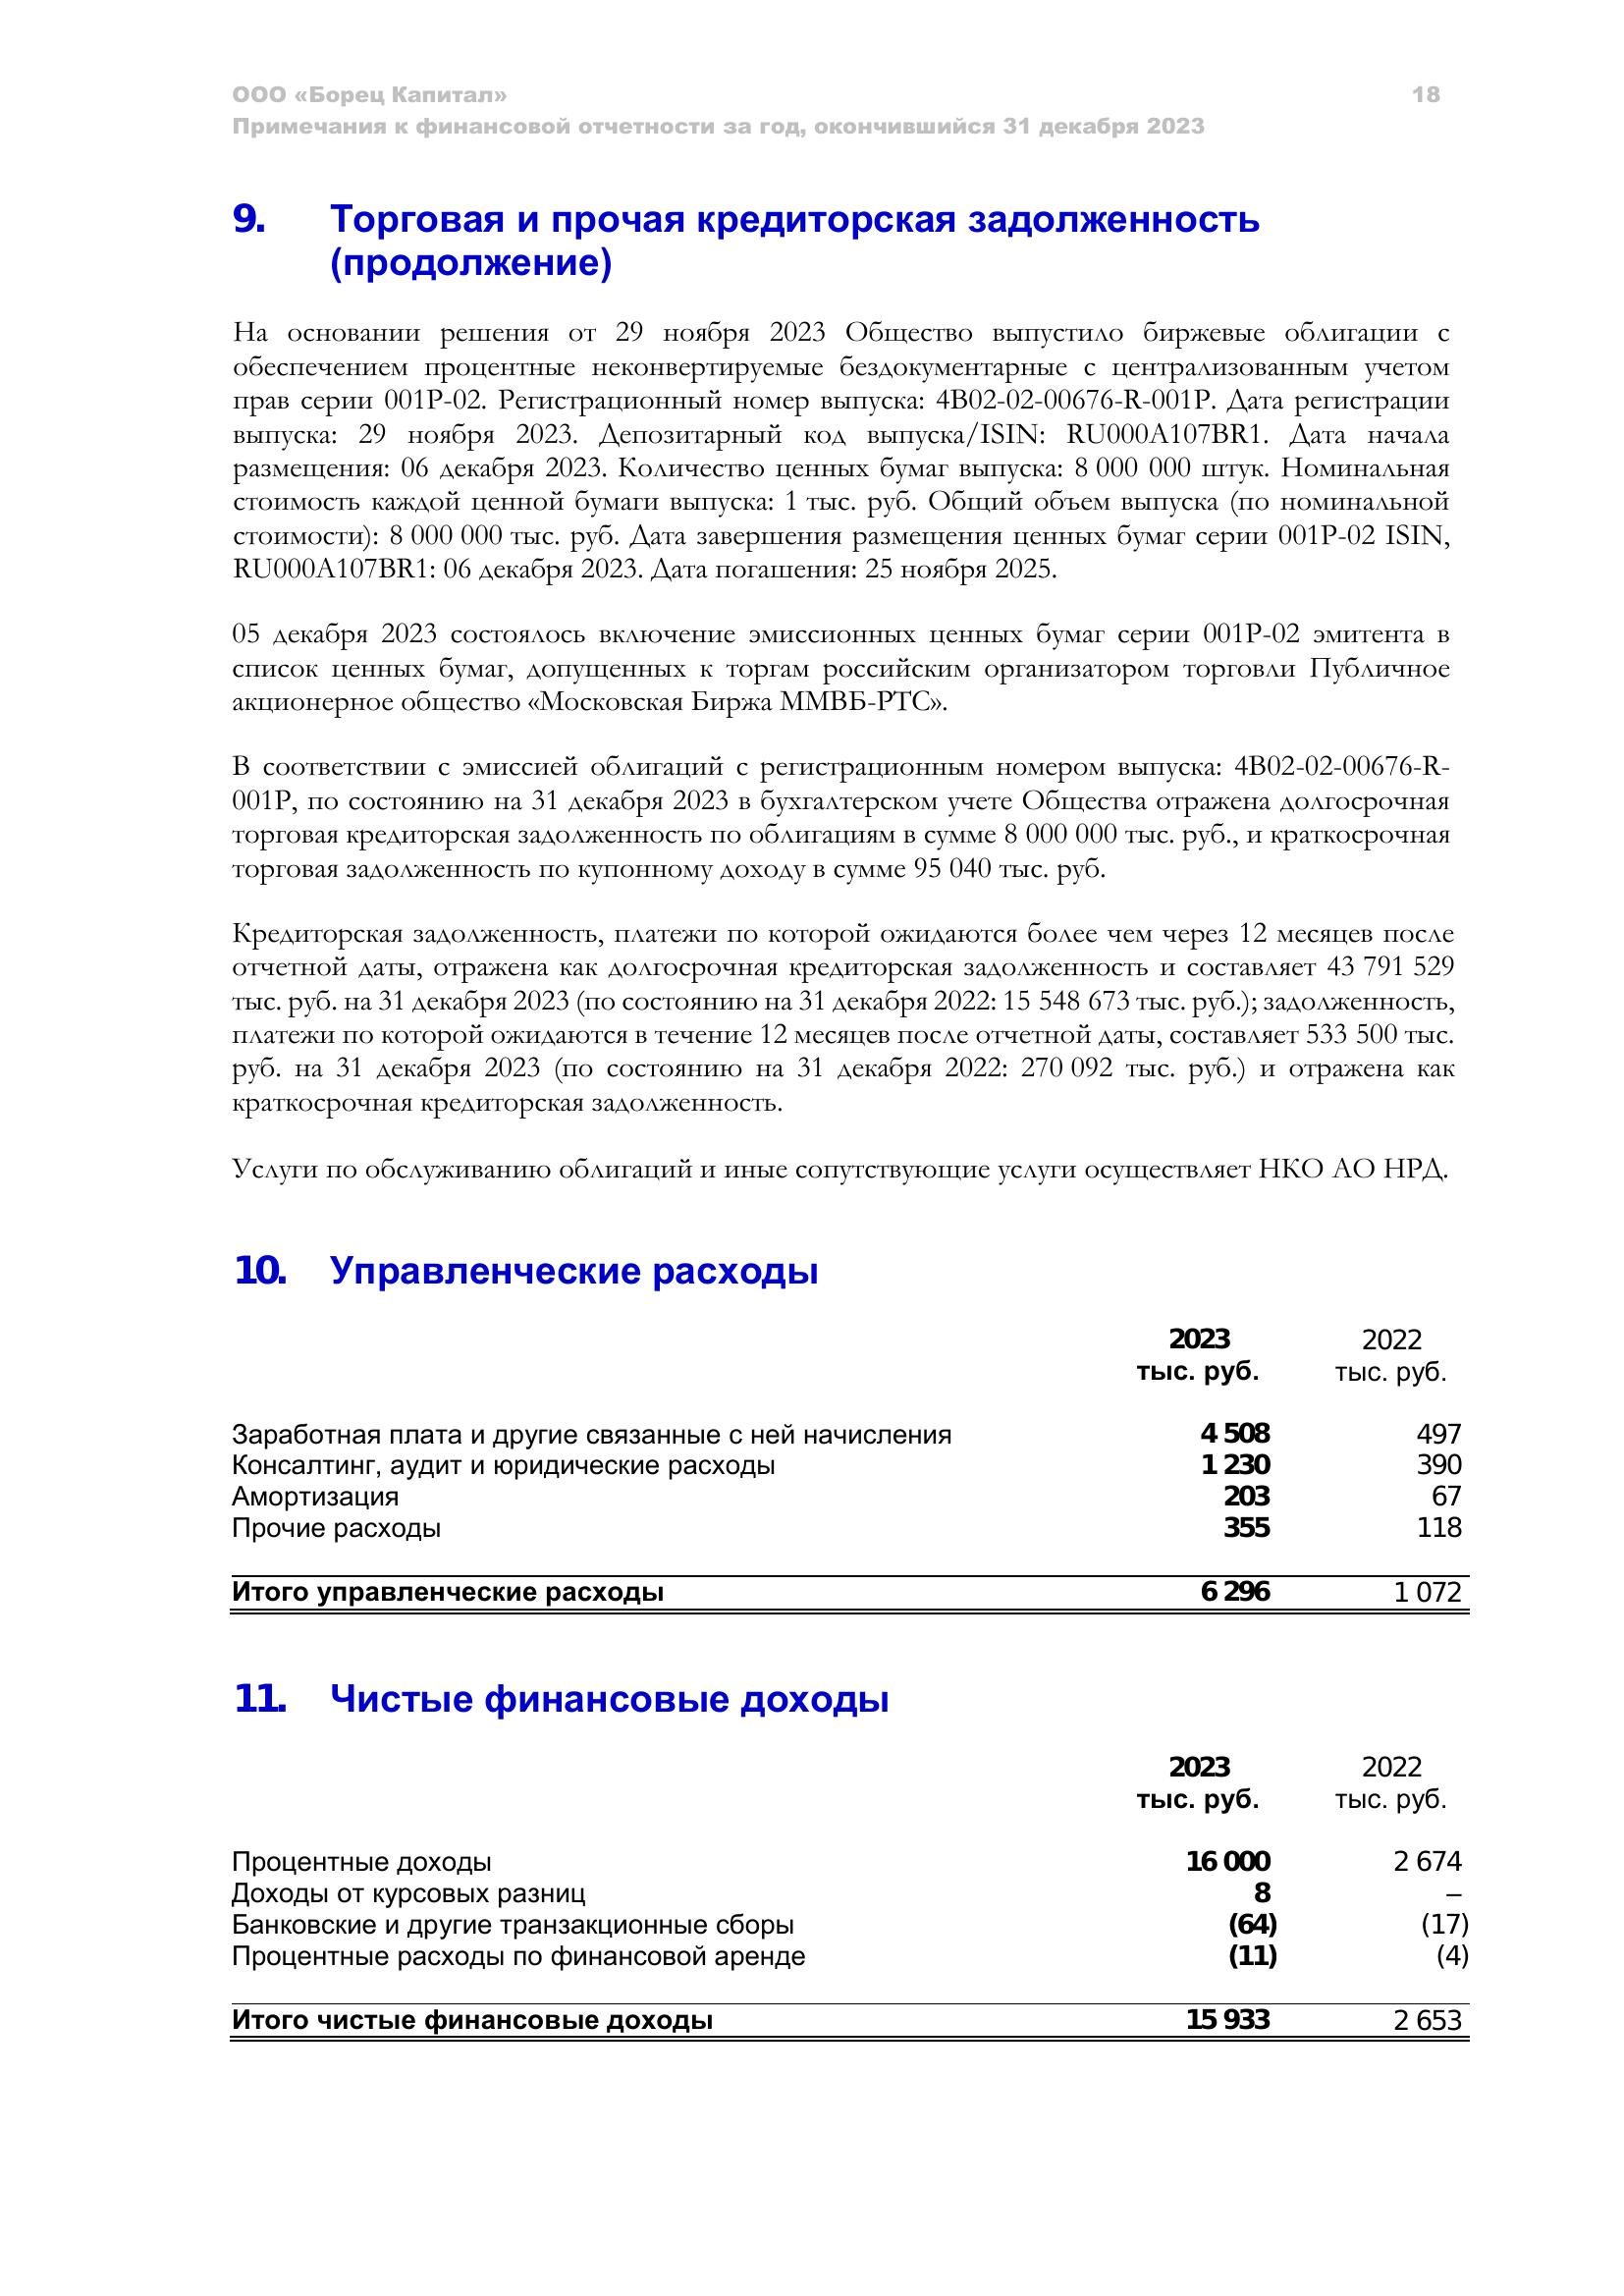 ООО «Борец Капитал» 18
Примечания к финансовой отчетности за год, окончившийся 31 декабря 2023
9. Торговая и прочая кредиторская задолженность
(продолжение)
На основании решения от 29 ноября 2023 Общество выпустило биржевые облигации с
обеспечением процентные неконвертируемые бездокументарные с централизованным учетом
прав серии 001Р-02. Регистрационный номер выпуска: 4В02-02-00676-R-001P. Дата регистрации
выпуска: 29 ноября 2023. Депозитарный код выпуска/ISIN: RU000A107BR1. Дата начала
размещения: 06 декабря 2023. Количество ценных бумаг выпуска: 8 000 000 штук. Номинальная
стоимость каждой ценной бумаги выпуска: 1 тыс. руб. Общий объем выпуска (по номинальной
стоимости): 8 000 000 тыс. руб. Дата завершения размещения ценных бумаг серии 001Р-02 ISIN,
RU000A107BR1: 06 декабря 2023. Дата погашения: 25 ноября 2025.
05 декабря 2023 состоялось включение эмиссионных ценных бумаг серии 001Р-02 эмитента в
список ценных бумаг, допущенных к торгам российским организатором торговли Публичное
акционерное общество «Московская Биржа ММВБ-РТС».
В соответствии с эмиссией облигаций с регистрационным номером выпуска: 4В02-02-00676-R-
001P, по состоянию на 31 декабря 2023 в бухгалтерском учете Общества отражена долгосрочная
торговая кредиторская задолженность по облигациям в сумме 8 000 000 тыс. руб., и краткосрочная
торговая задолженность по купонному доходу в сумме 95 040 тыс. руб.
Кредиторская задолженность, платежи по которой ожидаются более чем через 12 месяцев после
отчетной даты, отражена как долгосрочная кредиторская задолженность и составляет 43 791 529
тыс. руб. на 31 декабря 2023 (по состоянию на 31 декабря 2022: 15 548 673 тыс. руб.); задолженность,
платежи по которой ожидаются в течение 12 месяцев после отчетной даты, составляет 533 500 тыс.
руб. на 31 декабря 2023 (по состоянию на 31 декабря 2022: 270 092 тыс. руб.) и отражена как
краткосрочная кредиторская задолженность.
Услуги по обслуживанию облигаций и иные сопутствующие услуги осуществляет НКО АО НРД.
10. Управленческие расходы
2023 2022
тыс. руб. тыс. руб.
Заработная плата и другие связанные с ней начисления 4 508 497
Консалтинг, аудит и юридические расходы 1 230 390
Амортизация 203 67
Прочие расходы 355 118
Итого управленческие расходы 6 296 1 072
11. Чистые финансовые доходы
2023 2022
тыс. руб. тыс. руб.
Процентные доходы 16 000 2 674
Доходы от курсовых разниц 8 –
Банковские и другие транзакционные сборы (64) (17)
Процентные расходы по финансовой аренде (11) (4)
Итого чистые финансовые доходы 15 933 2 653